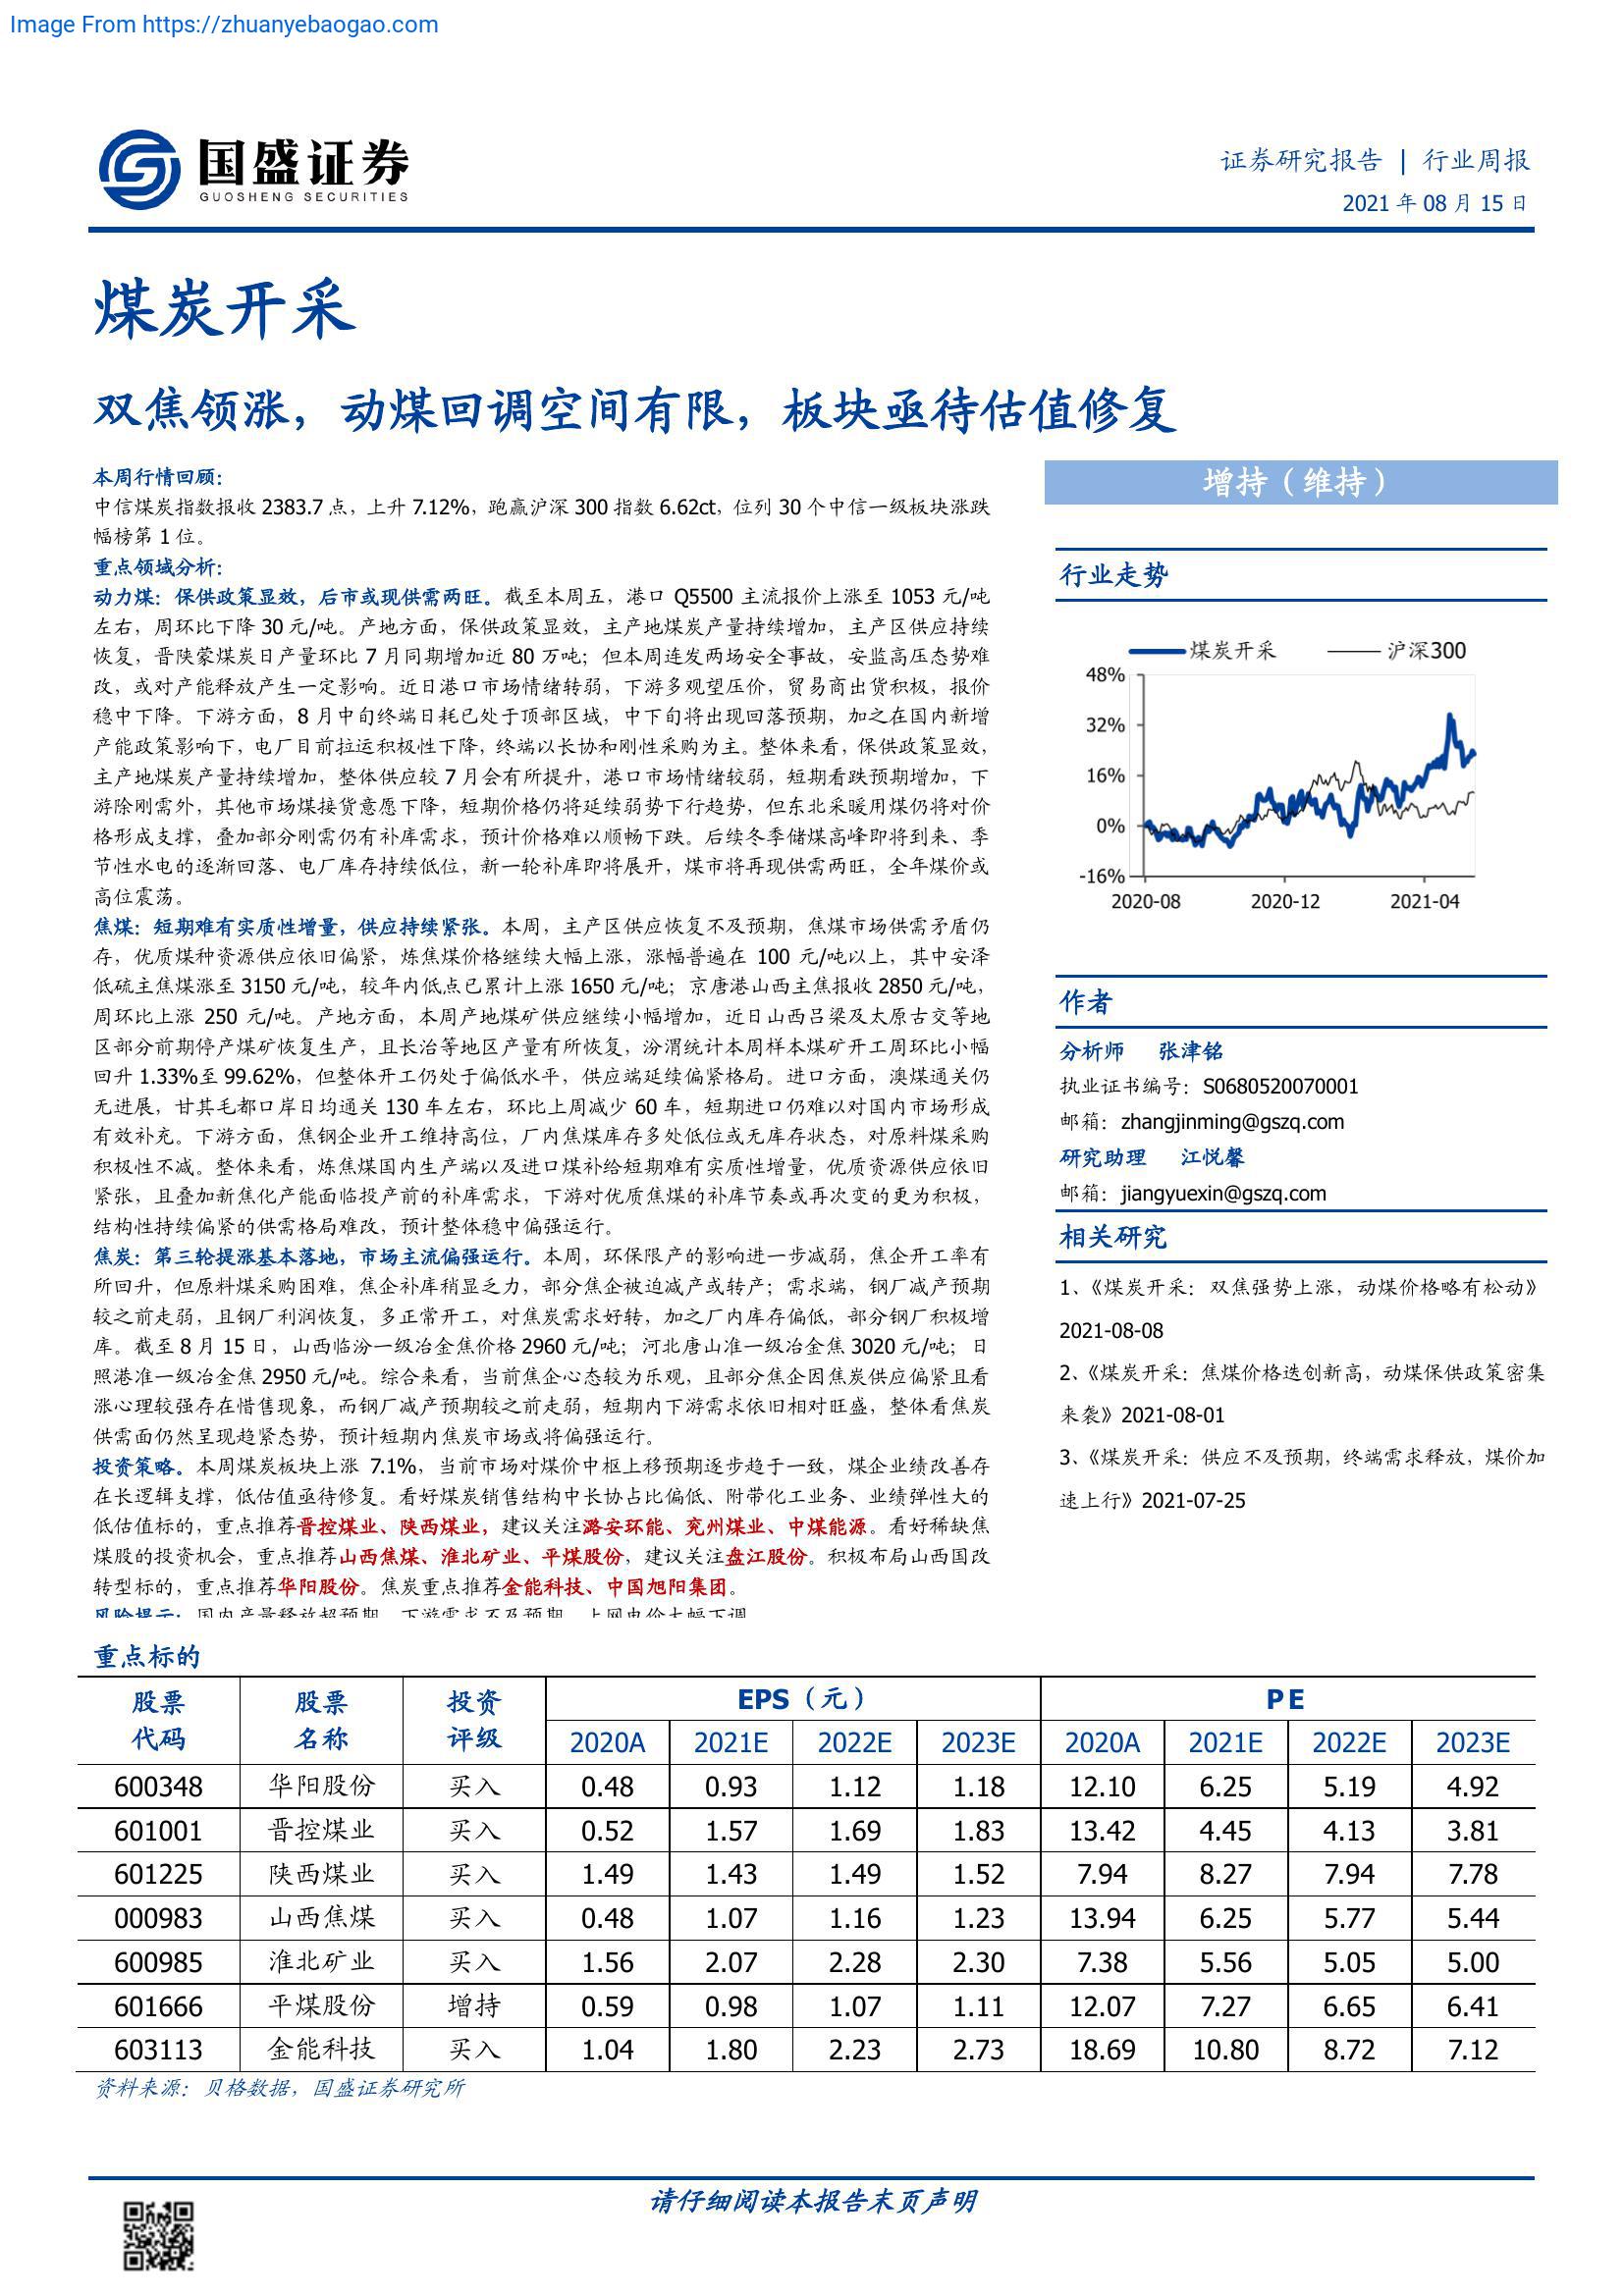 Image From https://zhuanyebaogao.com
国盛证券
GUOSHENG SECURITIES
证券研究报告 | 行业周报
2021 年 08 月 15 日
煤炭开采
双焦领涨，动煤回调空间有限，板块亟待估值修复
本周行情回顾：
中信煤炭指数报收 2383.7 点，上升 7.12%，跑赢沪深 300 指数 6.62ct，位列 30 个中信一级板块涨跌
幅榜第 1 位。
重点领域分析：
动力煤：保供政策显效，后市或现供需两旺。截至本周五，港口 Q5500 主流报价上涨至 1053 元/吨
左右，周环比下降 30 元/吨。产地方面，保供政策显效，主产地煤炭产量持续增加，主产区供应持续
恢复，晋陕蒙煤炭日产量环比 7 月同期增加近 80 万吨；但本周连发两场安全事故，安监高压态势难
改，或对产能释放产生一定影响。近日港口市场情绪转弱，下游多观望压价，贸易商出货积极，报价
稳中下降。下游方面，8 月中旬终端日耗已处于顶部区域，中下旬将出现回落预期，加之在国内新增
产能政策影响下，电厂目前拉运积极性下降，终端以长协和刚性采购为主。整体来看，保供政策显效，
主产地煤炭产量持续增加，整体供应较 7 月会有所提升，港口市场情绪较弱，短期看跌预期增加，下
游除刚需外，其他市场煤接货意愿下降，短期价格仍将延续弱势下行趋势，但东北采暖用煤仍将对价
格形成支撑，叠加部分刚需仍有补库需求，预计价格难以顺畅下跌。后续冬季储煤高峰即将到来、季
节性水电的逐渐回落、电厂库存持续低位，新一轮补库即将展开，煤市将再现供需两旺，全年煤价或
高位震荡。
焦煤：短期难有实质性增量，供应持续紧张。本周，主产区供应恢复不及预期，焦煤市场供需矛盾仍
存，优质煤种资源供应依旧偏紧，炼焦煤价格继续大幅上涨，涨幅普遍在 100 元/吨以上，其中安泽
低硫主焦煤涨至 3150 元/吨，较年内低点已累计上涨 1650 元/吨；京唐港山西主焦报收 2850 元/吨，
周环比上涨 250 元/吨。产地方面，本周产地煤矿供应继续小幅增加，近日山西吕梁及太原古交等地
区部分前期停产煤矿恢复生产，且长治等地区产量有所恢复，汾渭统计本周样本煤矿开工周环比小幅
回升 1.33%至 99.62%，但整体开工仍处于偏低水平，供应端延续偏紧格局。进口方面，澳煤通关仍
无进展，甘其毛都口岸日均通关 130 车左右，环比上周减少 60 车，短期进口仍难以对国内市场形成
有效补充。下游方面，焦钢企业开工维持高位，厂内焦煤库存多处低位或无库存状态，对原料煤采购
积极性不减。整体来看，炼焦煤国内生产端以及进口煤补给短期难有实质性增量，优质资源供应依旧
紧张，且叠加新焦化产能面临投产前的补库需求，下游对优质焦煤的补库节奏或再次变的更为积极，
结构性持续偏紧的供需格局难改，预计整体稳中偏强运行。
焦炭：第三轮提涨基本落地，市场主流偏强运行。本周，环保限产的影响进一步减弱，焦企开工率有
所回升，但原料煤采购困难，焦企补库稍显乏力，部分焦企被迫减产或转产；需求端，钢厂减产预期
较之前走弱，且钢厂利润恢复，多正常开工，对焦炭需求好转，加之厂内库存偏低，部分钢厂积极增
库。截至 8 月 15 日，山西临汾一级冶金焦价格 2960 元/吨；河北唐山准一级冶金焦 3020 元/吨；日
照港准一级冶金焦 2950 元/吨。综合来看，当前焦企心态较为乐观，且部分焦企因焦炭供应偏紧且看
涨心理较强存在惜售现象，而钢厂减产预期较之前走弱，短期内下游需求依旧相对旺盛，整体看焦炭
供需面仍然呈现趋紧态势，预计短期内焦炭市场或将偏强运行。
投资策略。本周煤炭板块上涨 7.1%，当前市场对煤价中枢上移预期逐步趋于一致，煤企业绩改善存
在长逻辑支撑，低估值亟待修复。看好煤炭销售结构中长协占比偏低、附带化工业务、业绩弹性大的
低估值标的，重点推荐晋控煤业、陕西煤业，建议关注潞安环能、兖州煤业、中煤能源。看好稀缺焦
煤股的投资机会，重点推荐山西焦煤、淮北矿业、平煤股份，建议关注盘江股份。积极布局山西国改
转型标的，重点推荐华阳股份。焦炭重点推荐金能科技、中国旭阳集团。
风险提示：国内产量释放超预期，下游需求不及预期，上网电价大幅下调
增持（维持）
行业走势
煤炭开采 沪深300
48%
32%
16%
0%
-16%
2020-08 2020-12 2021-04
作者
分析师 张津铭
执业证书编号：S0680520070001
邮箱：zhangjinming@gszq.com
研究助理 江悦馨
邮箱：jiangyuexin@gszq.com
相关研究
1、《煤炭开采：双焦强势上涨，动煤价格略有松动》
2021-08-08
2、《煤炭开采：焦煤价格迭创新高，动煤保供政策密集
来袭》2021-08-01
3、《煤炭开采：供应不及预期，终端需求释放，煤价加
速上行》2021-07-25
重点标的
股票 股票 投资 EPS（元） PE
代码 名称 评级 2020A 2021E 2022E 2023E 2020A 2021E 2022E 2023E
600348 华阳股份 买入 0.48 0.93 1.12 1.18 12.10 6.25 5.19 4.92
601001 晋控煤业 买入 0.52 1.57 1.69 1.83 13.42 4.45 4.13 3.81
601225 陕西煤业 买入 1.49 1.43 1.49 1.52 7.94 8.27 7.94 7.78
000983 山西焦煤 买入 0.48 1.07 1.16 1.23 13.94 6.25 5.77 5.44
600985 淮北矿业 买入 1.56 2.07 2.28 2.30 7.38 5.56 5.05 5.00
601666 平煤股份 增持 0.59 0.98 1.07 1.11 12.07 7.27 6.65 6.41
603113 金能科技 买入 1.04 1.80 2.23 2.73 18.69 10.80 8.72 7.12
资料来源：贝格数据，国盛证券研究所
请仔细阅读本报告末页声明